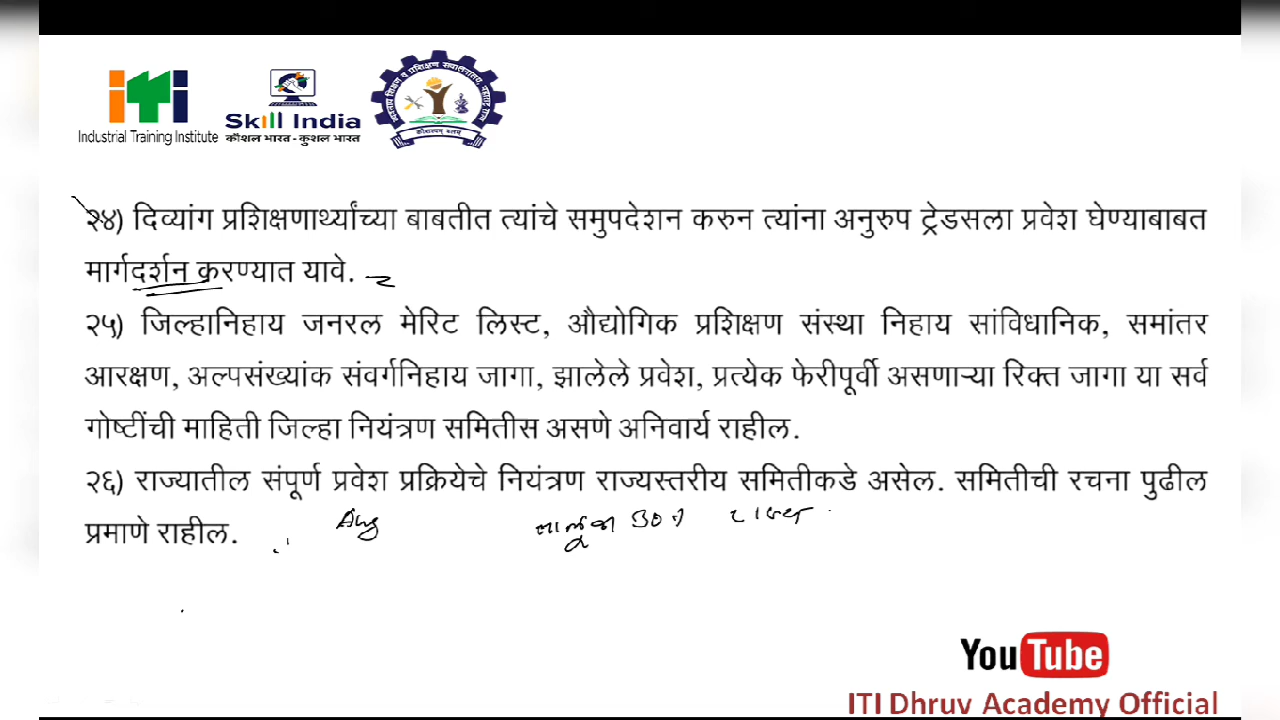 iTi
Industrial Training Institute
Skill India
कौशल भारत - कुशल भारत
२४) दिव्यांग प्रशिक्षणार्थ्यांच्या बाबतीत त्यांचे समुपदेशन करुन त्यांना अनुरुप ट्रेडसला प्रवेश घेण्याबाबत
मार्गदर्शन करण्यात यावे.
२५) जिल्हानिहाय जनरल मेरिट लिस्ट, औद्योगिक प्रशिक्षण संस्था निहाय सांविधानिक, समांतर
आरक्षण, अल्पसंख्यांक संवर्गनिहाय जागा, झालेले प्रवेश, प्रत्येक फेरीपूर्वी असणाऱ्या रिक्त जागा या सर्व
गोष्टींची माहिती जिल्हा नियंत्रण समितीस असणे अनिवार्य राहील.
२६) राज्यातील संपूर्ण प्रवेश प्रक्रियेचे नियंत्रण राज्यस्तरीय समितीकडे असेल. समितीची रचना पुढील
प्रमाणे राहील.
YouTube
ITI Dhruv Academy Official